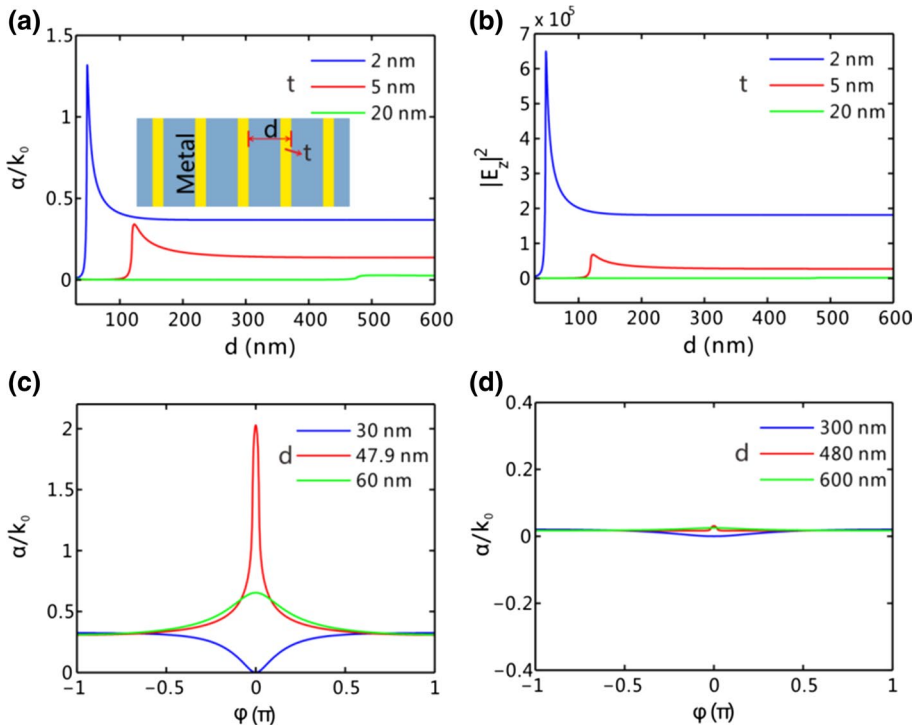 (a)
α/k₀
1.5
1
0.5
0
t
2 nm
5 nm
20 nm
Metal
d
t
100 200 300 400 500 600
d (nm)
(b)
|E_z|²
× 10⁵
7
6
5
4
3
2
1
0
t
2 nm
5 nm
20 nm
100 200 300 400 500 600
d (nm)
(c)
α/k₀
2
1.5
1
0.5
0
d
30 nm
47.9 nm
60 nm
−1 −0.5 0 0.5 1
φ (π)
(d)
α/k₀
0.4
0.2
0
−0.2
−0.4
d
300 nm
480 nm
600 nm
−1 −0.5 0 0.5 1
φ (π)